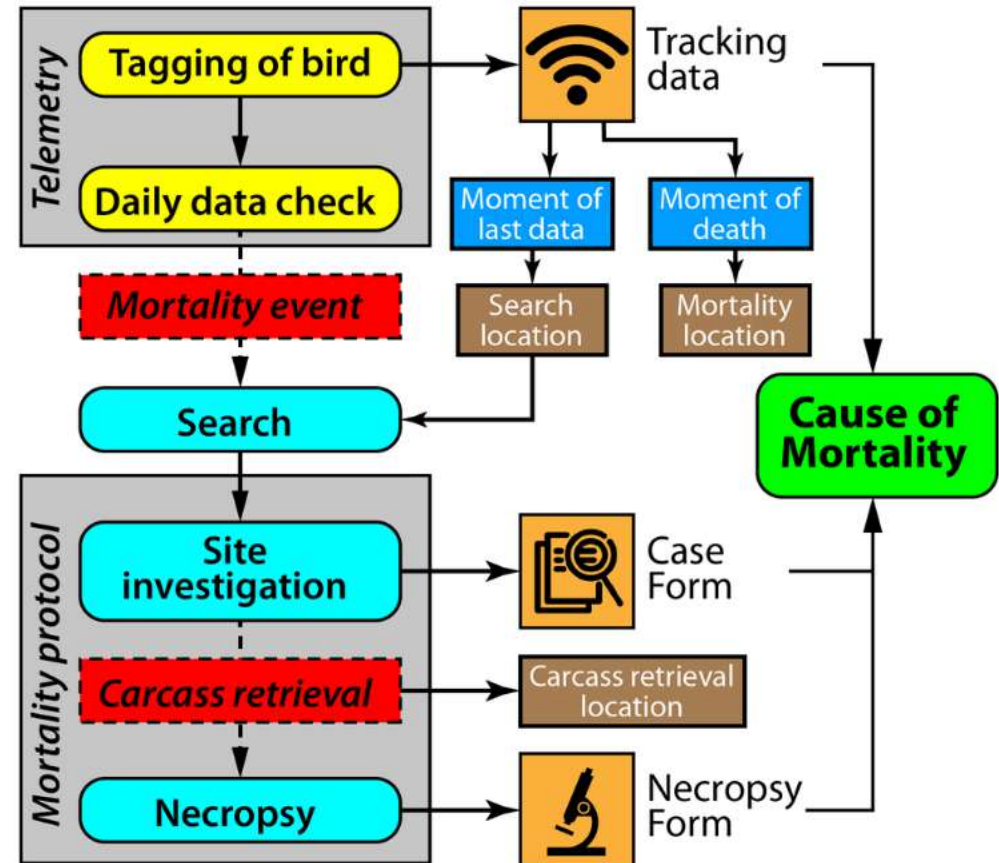 Telemetry
Tagging of bird
Daily data check
Tracking
data
Moment of
last data
Moment of
death
Mortality event
Search
location
Mortality
location
Search
Cause of
Mortality
Mortality protocol
Site
investigation
Case
Form
Carcass retrieval
Carcass retrieval
location
Necropsy
Necropsy
Form